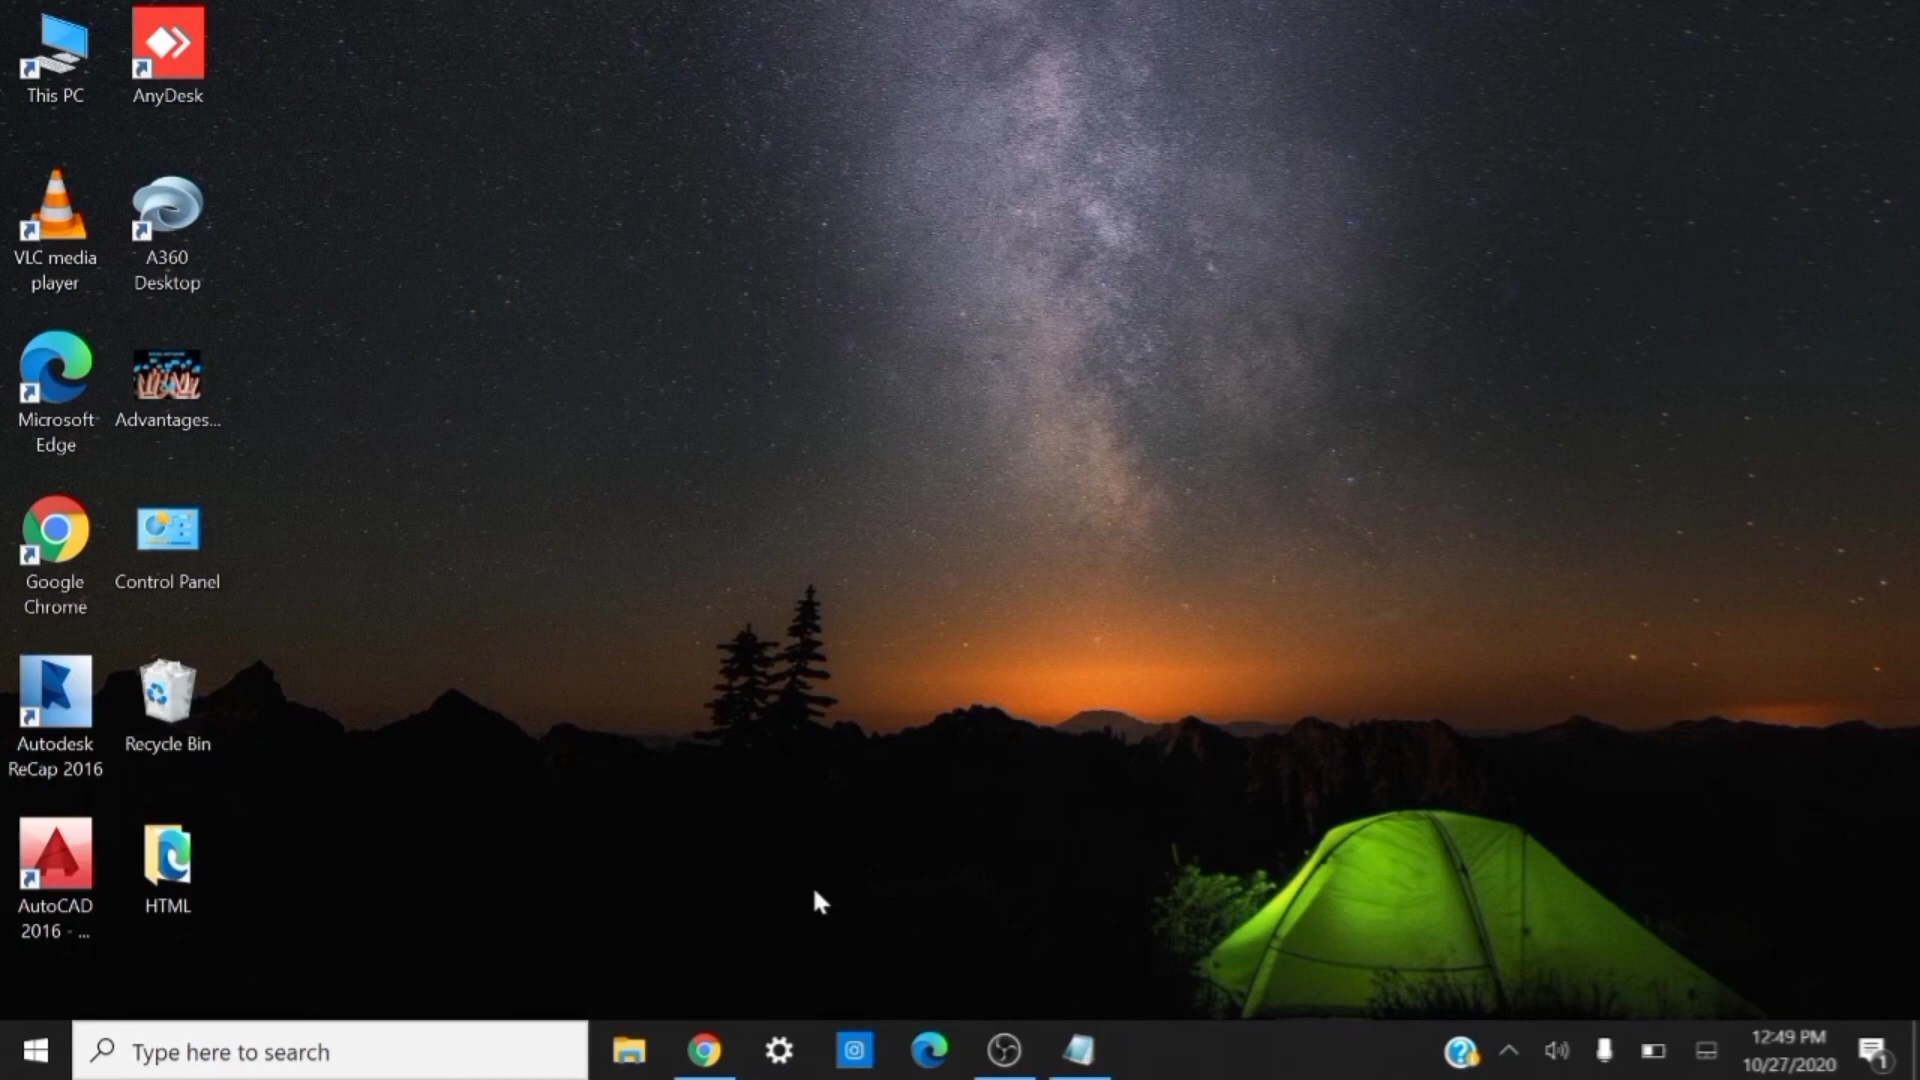 This PC
AnyDesk
VLC media
player
A360
Desktop
Microsoft
Edge
Advantages...
Google
Chrome
Control Panel
Autodesk
ReCap 2016
Recycle Bin
AutoCAD
2016 - ...
HTML
Type here to search
12:49 PM
10/27/2020
1